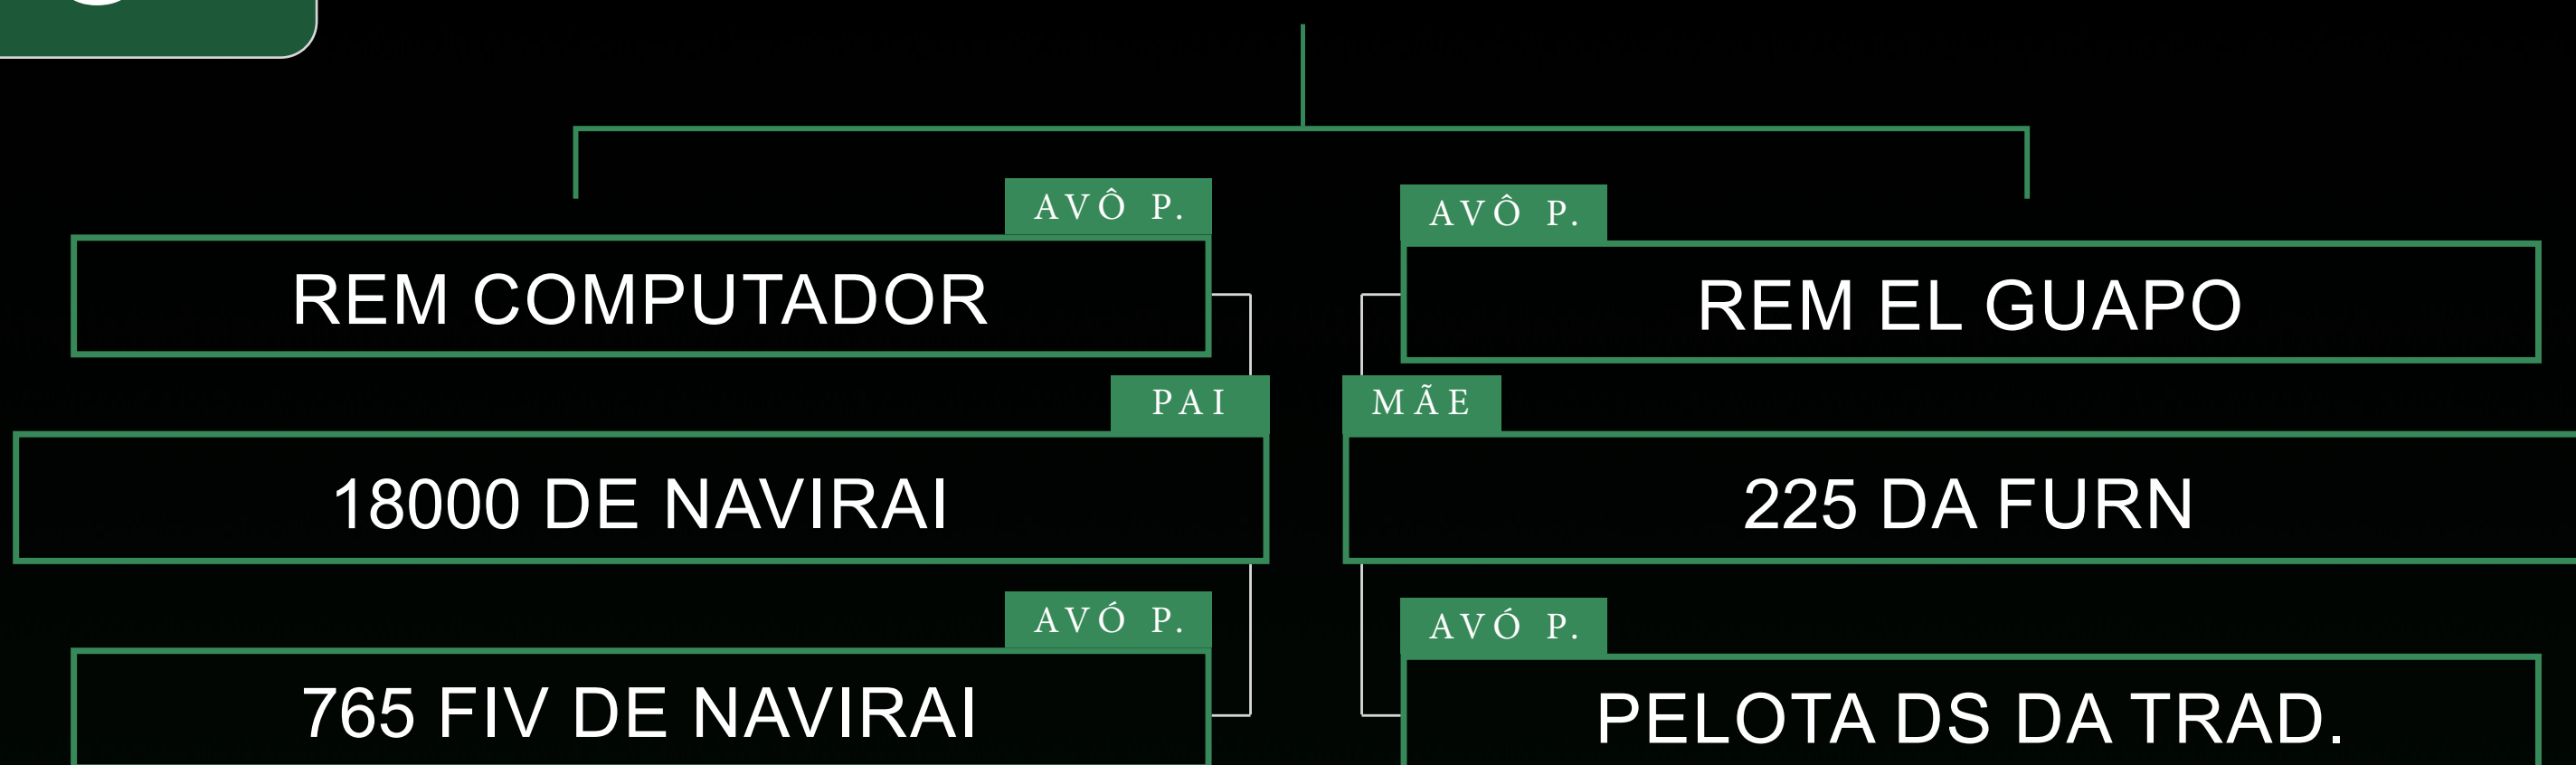 AVÔ P.
AVÔ P.
REM COMPUTADOR
REM EL GUAPO
PAI
MÃE
18000 DE NAVIRAI
225 DA FURN
AVÓ P.
AVÓ P.
765 FIV DE NAVIRAI
PELOTA DS DA TRAD.